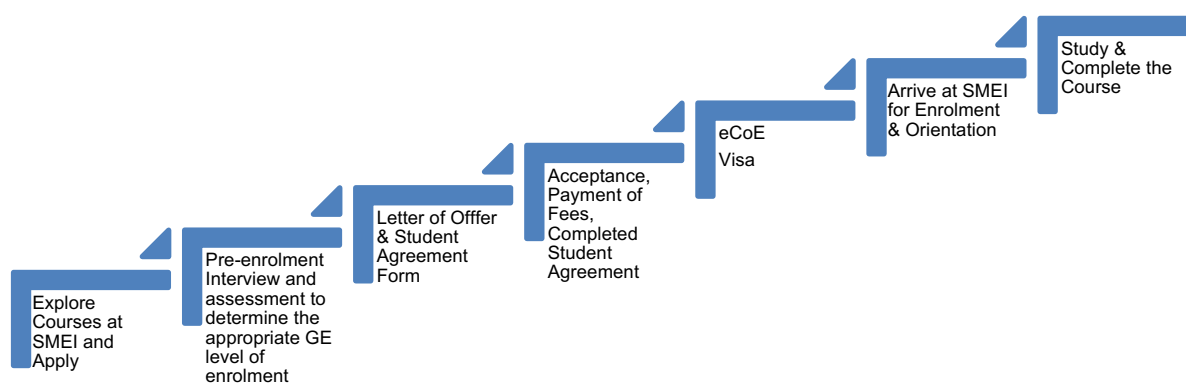 Explore
Courses at
SMEI and
Apply
Pre-enrolment
Interview and
assessment to
determine the
appropriate GE
level of
enrolment
Letter of Offfer
& Student
Agreement
Form
Acceptance,
Payment of
Fees,
Completed
Student
Agreement
eCoE
Visa
Arrive at SMEI
for Enrolment
& Orientation
Study &
Complete the
Course